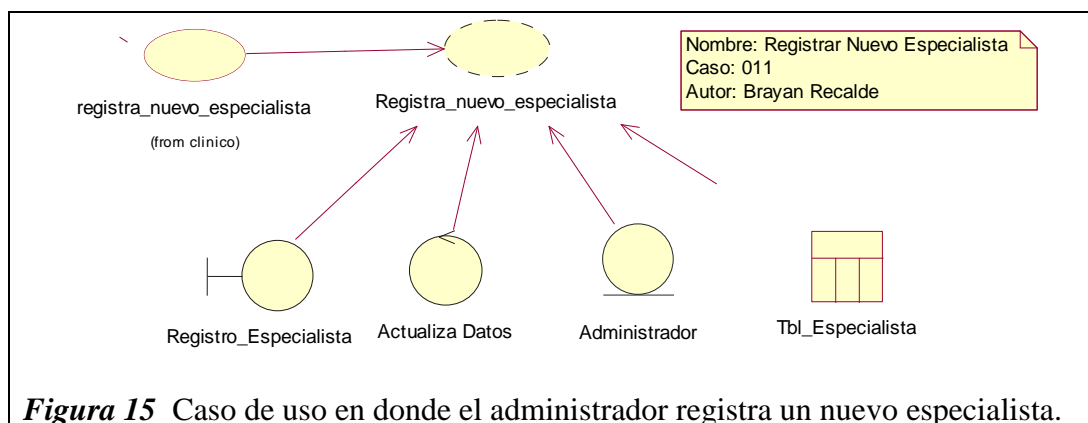 Nombre: Registrar Nuevo Especialista
Caso: 011
Autor: Brayan Recalde
registra_nuevo_especialista
(from clinico)
Registra_nuevo_especialista
Registro_Especialista
Actualiza Datos
Administrador
Tbl_Especialista
Figura 15 Caso de uso en donde el administrador registra un nuevo especialista.